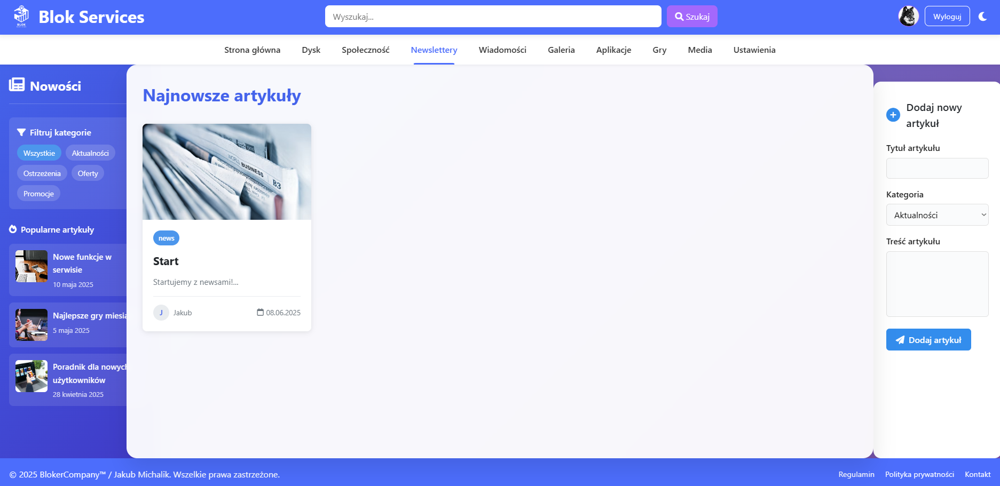 BLOK
Blok Services
Wyszukaj...
Szukaj
Wyloguj
Strona główna
Dysk
Społeczność
Newslettery
Wiadomości
Galeria
Aplikacje
Gry
Media
Ustawienia
Nowości
Filtruj kategorie
Wszystkie
Aktualności
Ostrzeżenia
Oferty
Promocje
Popularne artykuły
Nowe funkcje w
serwisie
10 maja 2025
Najlepsze gry miesią
5 maja 2025
Poradnik dla nowych
użytkowników
28 kwietnia 2025
Najnowsze artykuły
WORLD BUSINESS
B3
news
Start
Startujemy z newsami!...
J
Jakub
08.06.2025
Dodaj nowy
artykuł
Tytuł artykułu
Kategoria
Aktualności
Treść artykułu
Dodaj artykuł
© 2025 BlokerCompany™ / Jakub Michalik. Wszelkie prawa zastrzeżone.
Regulamin
Polityka prywatności
Kontakt